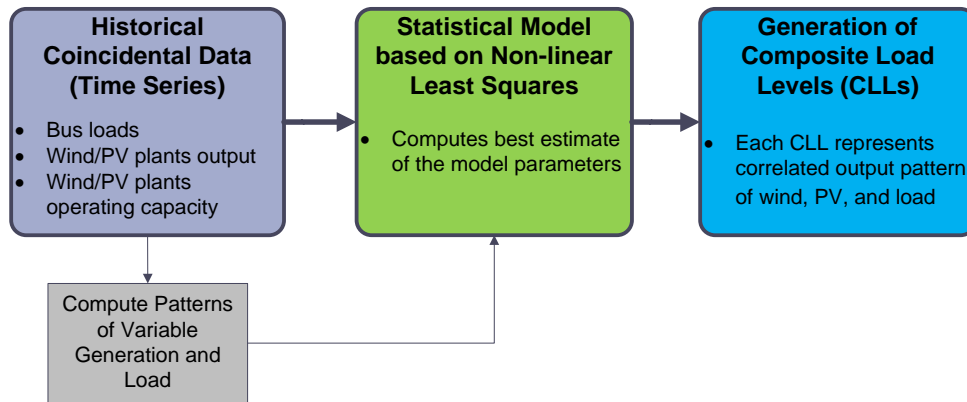 Historical
Coincidental Data
(Time Series)
• Bus loads
• Wind/PV plants output
• Wind/PV plants
operating capacity
Statistical Model
based on Non-linear
Least Squares
• Computes best estimate
of the model parameters
Generation of
Composite Load
Levels (CLLs)
• Each CLL represents
correlated output pattern
of wind, PV, and load
Compute Patterns
of Variable
Generation and
Load